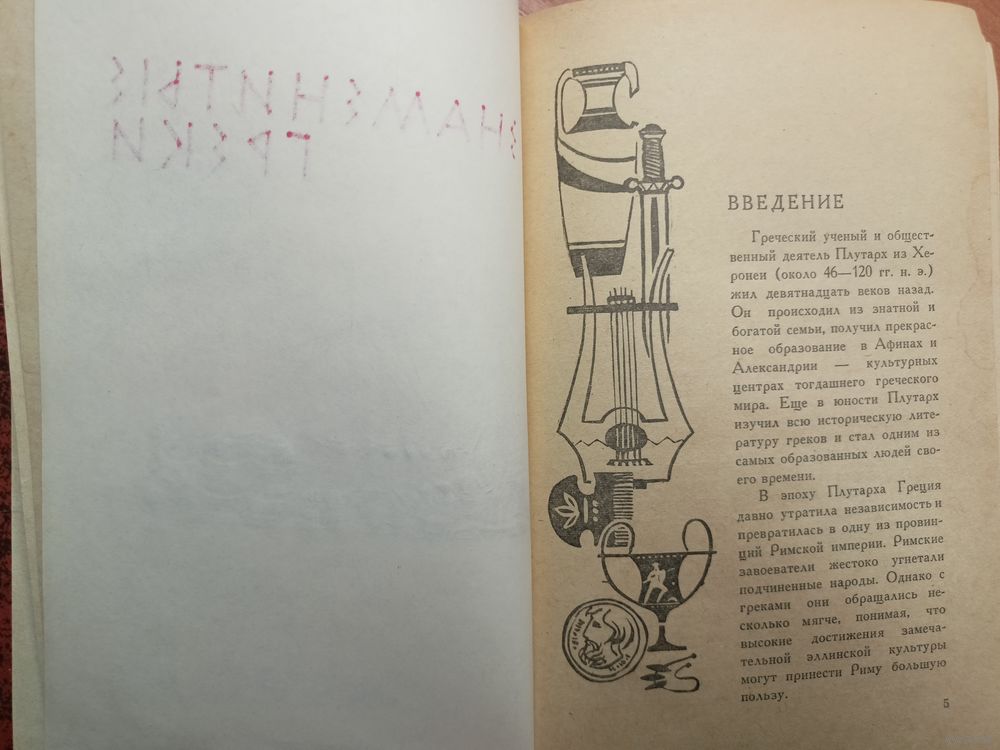 ЗНАМЕНИТЫЕ
ГРЕКИ
ВВЕДЕНИЕ
Греческий ученый и общест-
венный деятель Плутарх из Хе-
ронеи (около 46—120 гг. н. э.)
жил девятнадцать веков назад.
Он происходил из знатной и
богатой семьи, получил прекрас-
ное образование в Афинах и
Александрии — культурных
центрах тогдашнего греческого
мира. Еще в юности Плутарх
изучил всю историческую лите-
ратуру греков и стал одним из
самых образованных людей сво-
его времени.
В эпоху Плутарха Греция
давно утратила независимость и
превратилась в одну из провин-
ций Римской империи. Римские
завоеватели жестоко угнетали
подчиненные народы. Однако с
греками они обращались не-
сколько мягче, понимая, что
высокие достижения замеча-
тельной эллинской культуры
могут принести Риму большую
пользу.
5